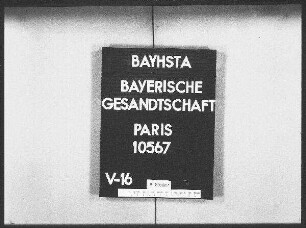 BAYHSTA
BAYERISCHE
GESANDTSCHAFT
PARIS
10567
V-16